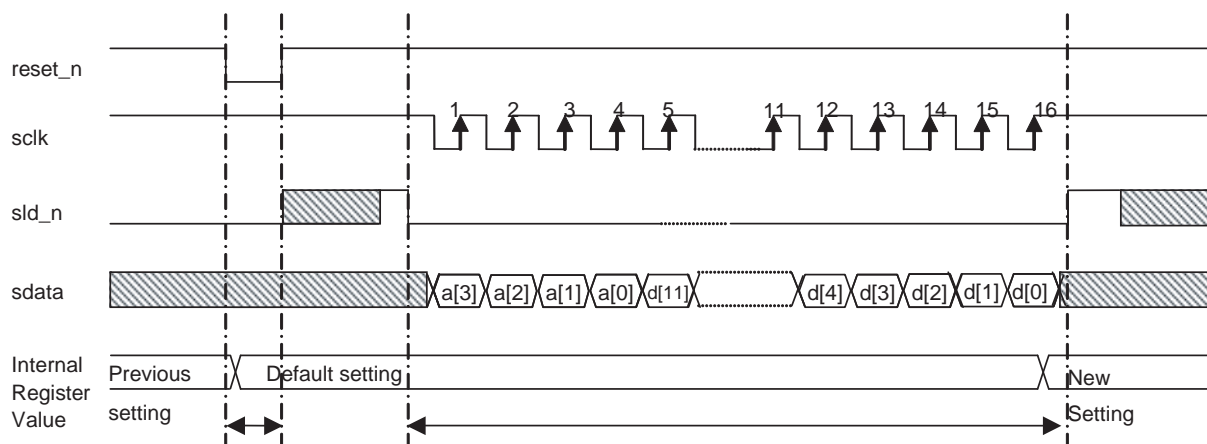 reset_n
1 2 3 4 5 11 12 13 14 15 16
sclk
sld_n
sdata
a[3] a[2] a[1] a[0] d[11] d[4] d[3] d[2] d[1] d[0]
Internal
Register
Value
Previous
setting
Default setting
New
Setting